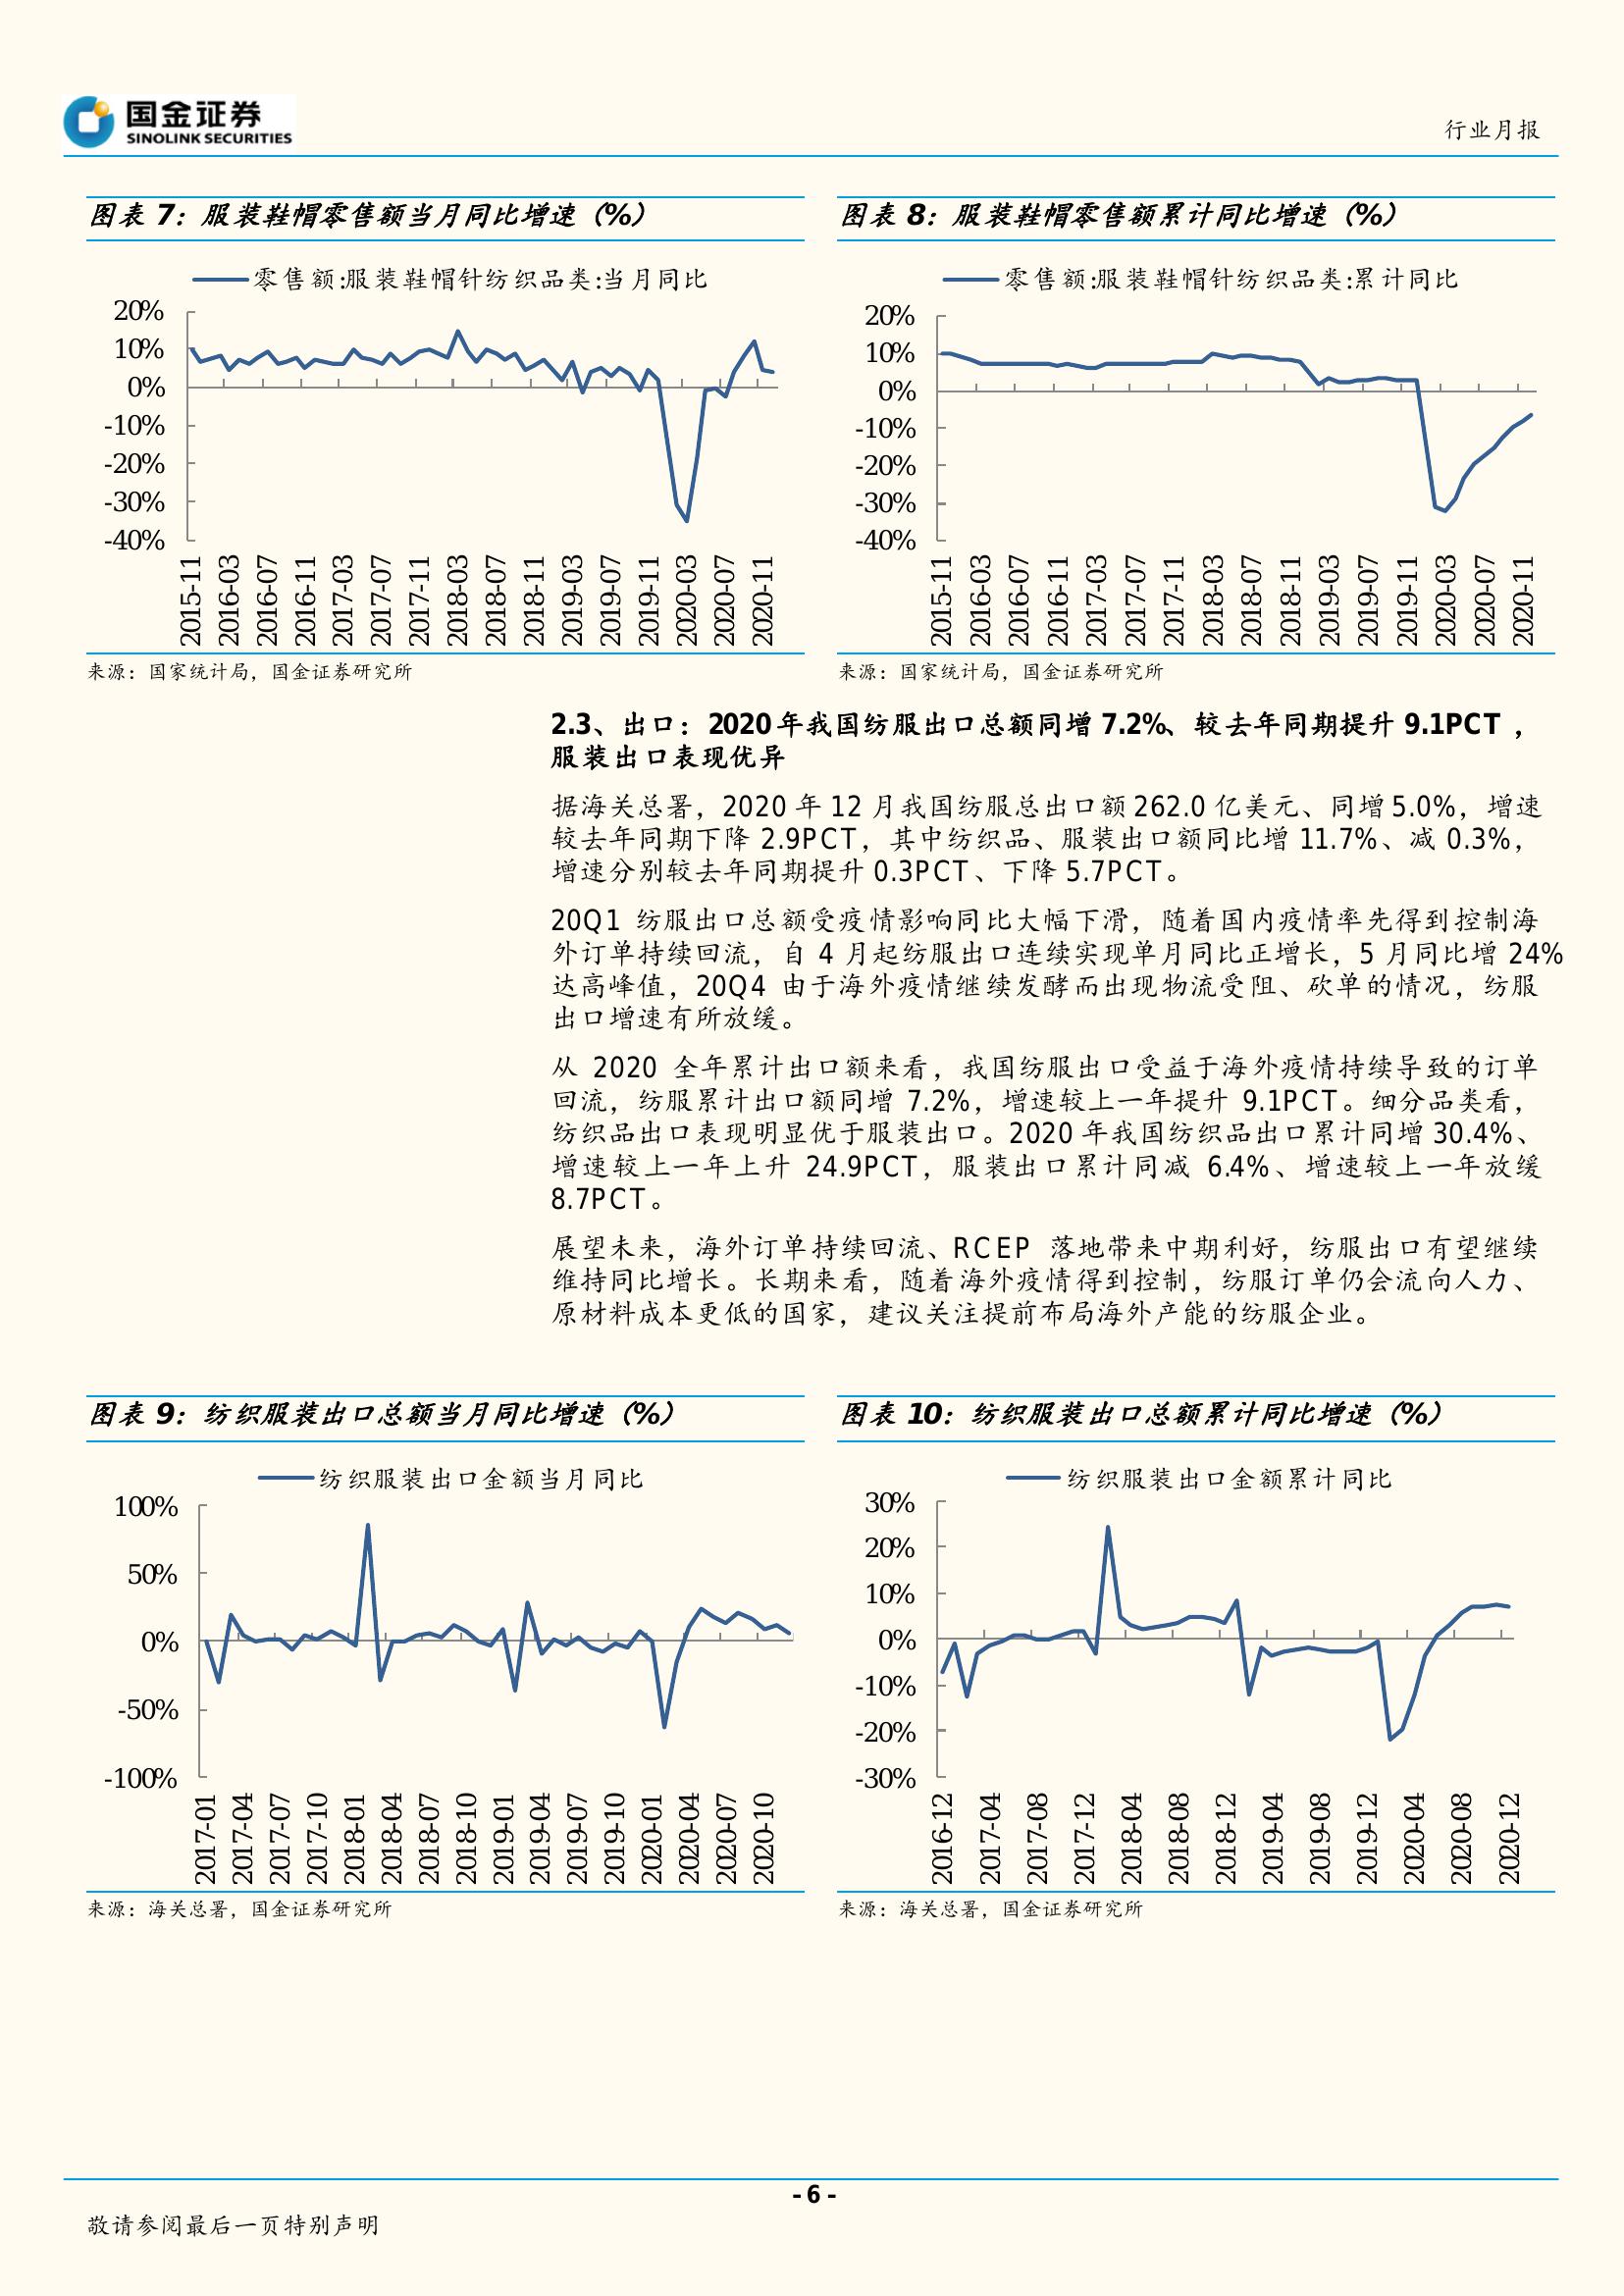 国金证券
SINOLINK SECURITIES
行业月报
图表 7：服装鞋帽零售额当月同比增速（%）
零售额:服装鞋帽针纺织品类:当月同比
20%
10%
0%
-10%
-20%
-30%
-40%
2015-11
2016-03
2016-07
2016-11
2017-03
2017-07
2017-11
2018-03
2018-07
2018-11
2019-03
2019-07
2019-11
2020-03
2020-07
2020-11
来源：国家统计局，国金证券研究所
图表 8：服装鞋帽零售额累计同比增速（%）
零售额:服装鞋帽针纺织品类:累计同比
20%
10%
0%
-10%
-20%
-30%
-40%
2015-11
2016-03
2016-07
2016-11
2017-03
2017-07
2017-11
2018-03
2018-07
2018-11
2019-03
2019-07
2019-11
2020-03
2020-07
2020-11
来源：国家统计局，国金证券研究所
2.3、出口：2020 年我国纺服出口总额同增 7.2%、较去年同期提升 9.1PCT，
服装出口表现优异
据海关总署，2020 年 12 月我国纺服总出口额 262.0 亿美元、同增 5.0%，增速
较去年同期下降 2.9PCT，其中纺织品、服装出口额同比增 11.7%、减 0.3%，
增速分别较去年同期提升 0.3PCT、下降 5.7PCT。
20Q1 纺服出口总额受疫情影响同比大幅下滑，随着国内疫情率先得到控制海
外订单持续回流，自 4 月起纺服出口连续实现单月同比正增长，5 月同比增 24%
达高峰值，20Q4 由于海外疫情继续发酵而出现物流受阻、砍单的情况，纺服
出口增速有所放缓。
从 2020 全年累计出口额来看，我国纺服出口受益于海外疫情持续导致的订单
回流，纺服累计出口额同增 7.2%，增速较上一年提升 9.1PCT。细分品类看，
纺织品出口表现明显优于服装出口。2020 年我国纺织品出口累计同增 30.4%、
增速较上一年上升 24.9PCT，服装出口累计同减 6.4%、增速较上一年放缓
8.7PCT。
展望未来，海外订单持续回流、RCEP 落地带来中期利好，纺服出口有望继续
维持同比增长。长期来看，随着海外疫情得到控制，纺服订单仍会流向人力、
原材料成本更低的国家，建议关注提前布局海外产能的纺服企业。
图表 9：纺织服装出口总额当月同比增速（%）
纺织服装出口金额当月同比
100%
50%
0%
-50%
-100%
2017-01
2017-04
2017-07
2017-10
2018-01
2018-04
2018-07
2018-10
2019-01
2019-04
2019-07
2019-10
2020-01
2020-04
2020-07
2020-10
来源：海关总署，国金证券研究所
图表 10：纺织服装出口总额累计同比增速（%）
纺织服装出口金额累计同比
30%
20%
10%
0%
-10%
-20%
-30%
2016-12
2017-04
2017-08
2017-12
2018-04
2018-08
2018-12
2019-04
2019-08
2019-12
2020-04
2020-08
2020-12
来源：海关总署，国金证券研究所
- 6 -
敬请参阅最后一页特别声明